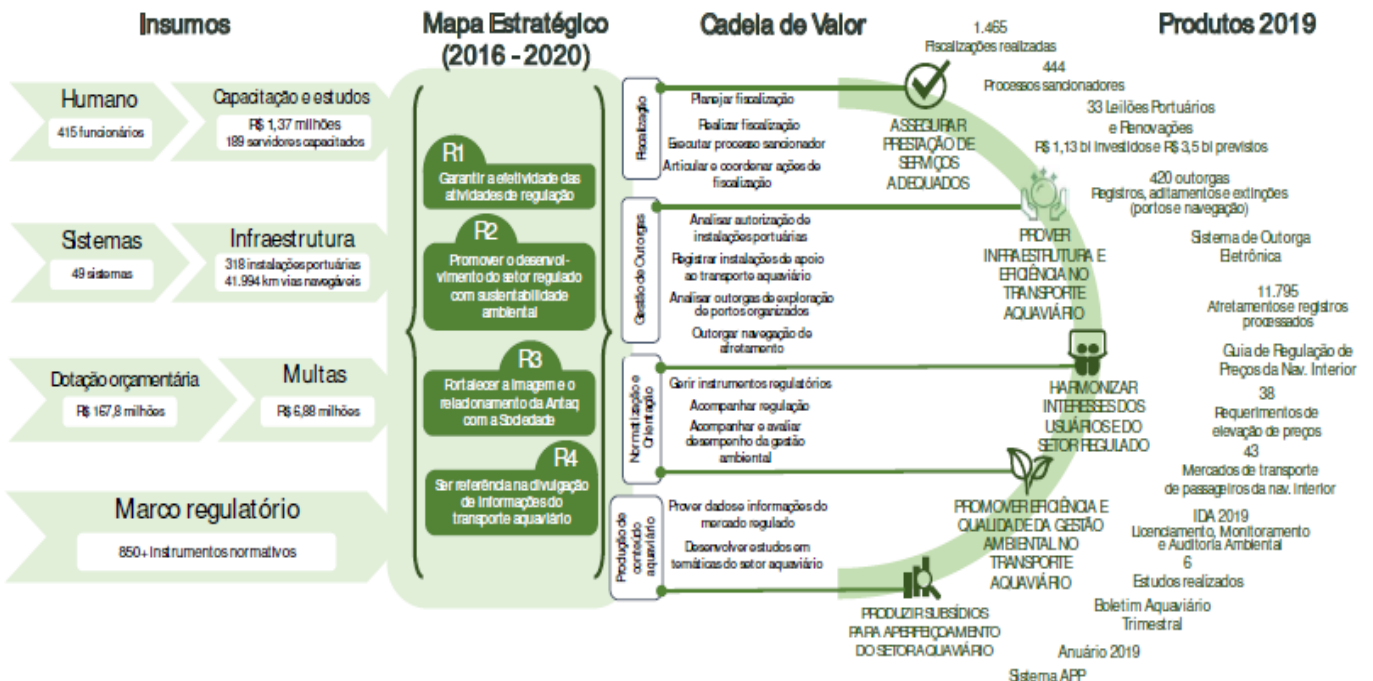 Insumos
Humano
415 funcionários
Capacitação e estudos
R$ 1,37 milhões
189 servidores capacitados
Sistemas
49 sistemas
Infraestrutura
318 instalações portuárias
41.994 km vias navegáveis
Dotação orçamentária
R$ 167,8 milhões
Multas
R$ 6,88 milhões
Marco regulatório
850+ instrumentos normativos
Mapa Estratégico
(2016 - 2020)
R1
Garantir a efetividade das
atividades de regulação
R2
Promover o desenvol-
vimento do setor regulado
com sustentabilidade
ambiental
R3
Fortalecer a imagem e o
relacionamento da Antaq
com a Sociedade
R4
Ser referência na divulgação
de informações do
transporte aquaviário
Cadeia de Valor
Fiscalização
Planejar fiscalização
Realizar fiscalização
Executar processo sancionador
Articular e coordenar ações de
fiscalização
Gestão de Outorgas
Analisar autorização de
instalações portuárias
Registrar instalações de apoio
ao transporte aquaviário
Analisar outorgas de exploração
de portos organizados
Outorgar navegação de
afretamento
Normatização e
Orientação
Gerir instrumentos regulatórios
Acompanhar regulação
Acompanhar e avaliar
desempenho da gestão
ambiental
Produção de
conteúdo
aquaviário
Prover dados e informações do
mercado regulado
Desenvolver estudos em
temáticas do setor aquaviário
ASSEGURAR
PRESTAÇÃO DE
SERVIÇOS
ADEQUADOS
PROVER
INFRAESTRUTURA E
EFICIÊNCIA NO
TRANSPORTE
AQUAVIÁRIO
HARMONIZAR
INTERESSES DOS
USUÁRIOS E DO
SETOR REGULADO
PROMOVER EFICIÊNCIA E
QUALIDADE DA GESTÃO
AMBIENTAL NO
TRANSPORTE
AQUAVIÁRIO
PRODUZIR SUBSÍDIOS
PARA APERFEIÇOAMENTO
DO SETOR AQUAVIÁRIO
Produtos 2019
1.465
Fiscalizações realizadas
444
Processos sancionadores
33 Leilões Portuários
e Renovações
R$ 1,13 bi investidos e R$ 3,5 bi previstos
420 outorgas
Registros, aditamentos e extinções
(portos e navegação)
Sistema de Outorga
Eletrônica
11.795
Afretamentos e registros
processados
Guia de Regulação de
Preços da Nav. Interior
38
Requerimentos de
elevação de preços
43
Mercados de transporte
de passageiros da nav. interior
IDA 2019
Licenciamento, Monitoramento
e Auditoria Ambiental
6
Estudos realizados
Boletim Aquaviário
Trimestral
Anuário 2019
Sistema APP